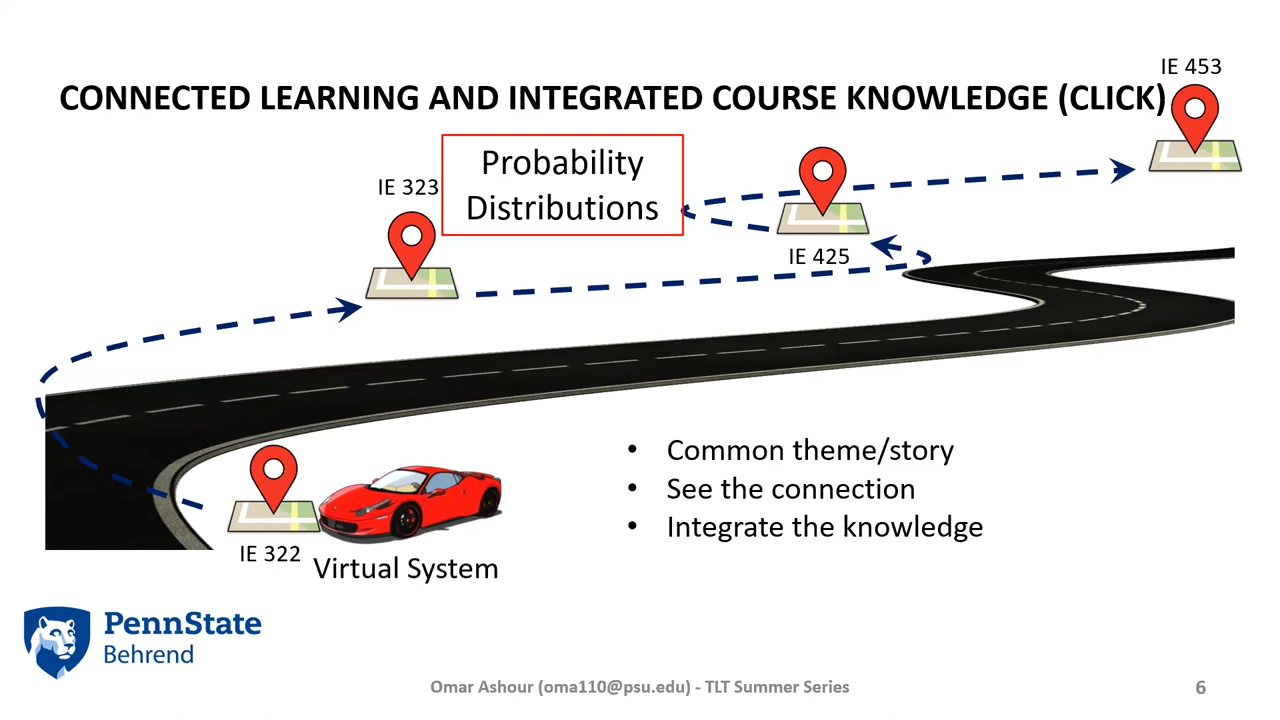 IE 453
CONNECTED LEARNING AND INTEGRATED COURSE KNOWLEDGE (CLICK)
IE 323
Probability
Distributions
IE 425
• Common theme/story
• See the connection
• Integrate the knowledge
IE 322
Virtual System
PennState
Behrend
Omar Ashour (oma110@psu.edu) - TLT Summer Series
6